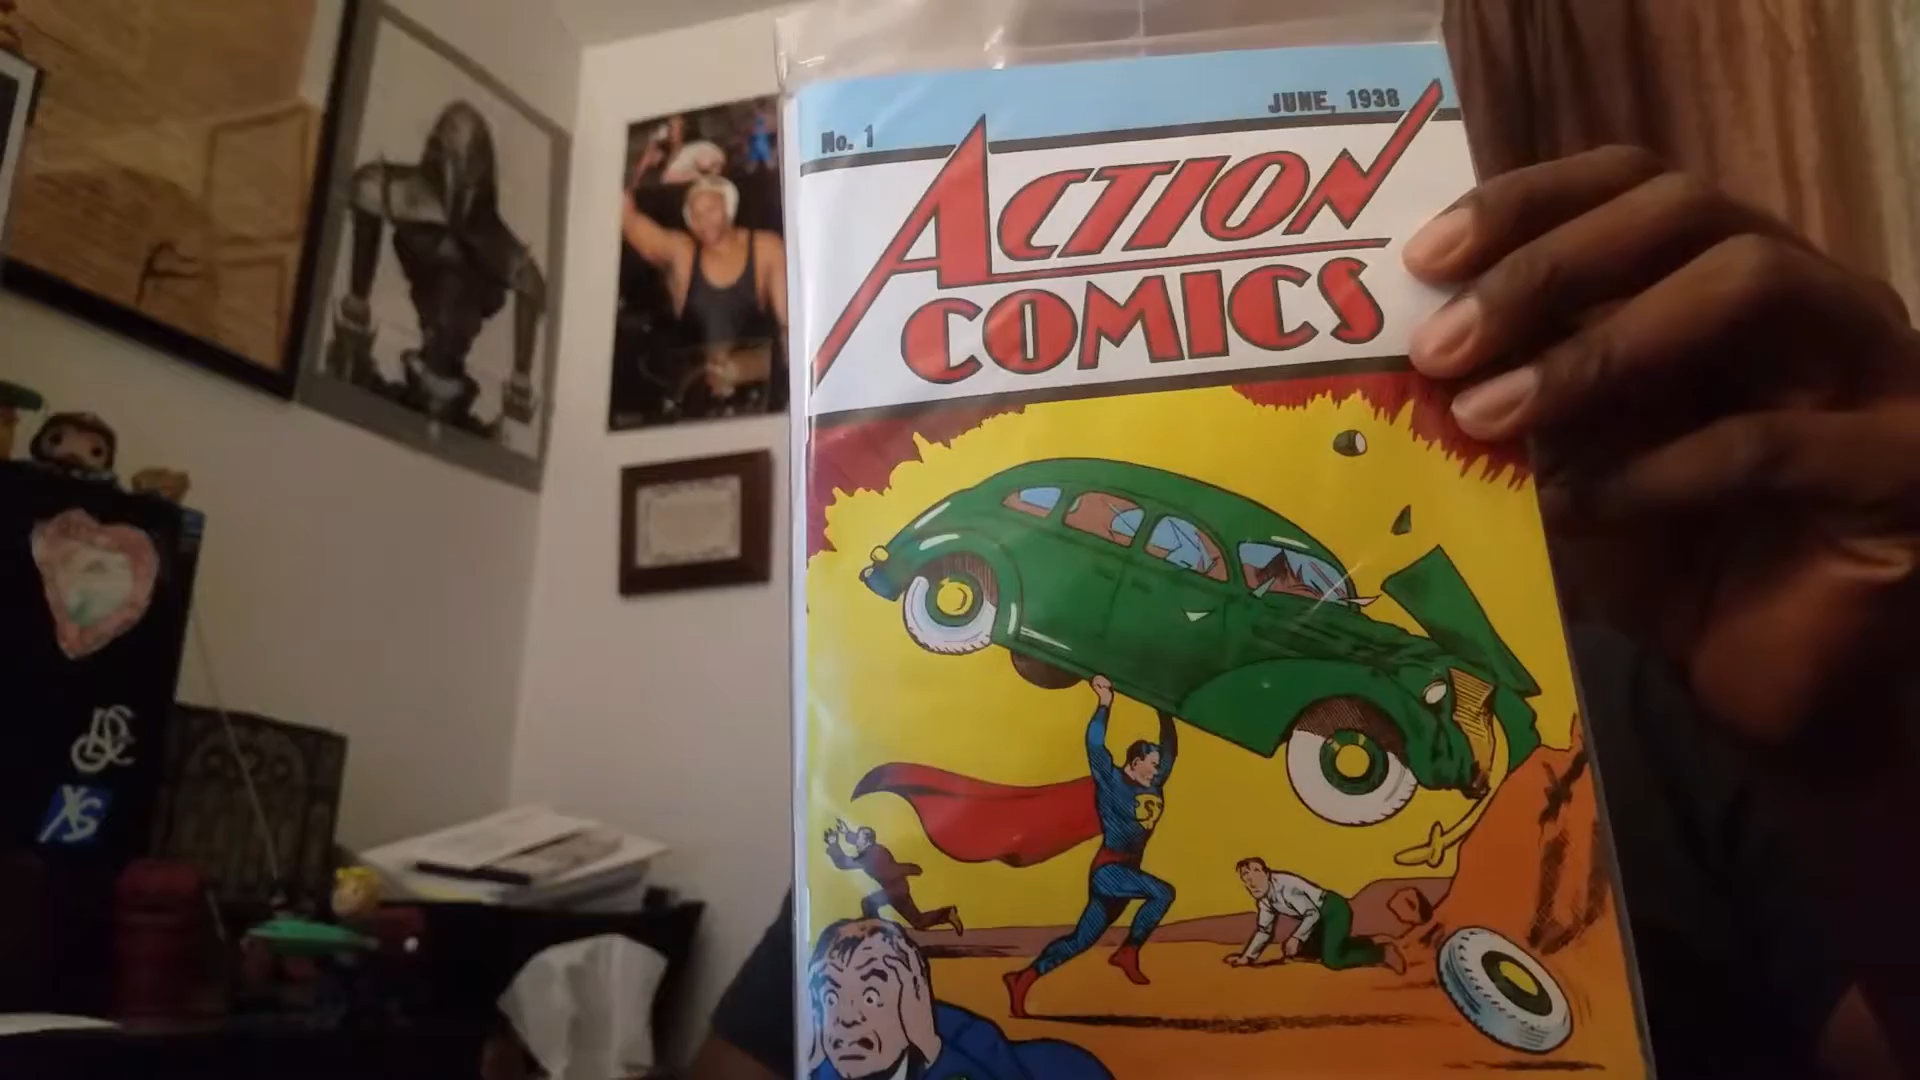 No. 1
JUNE, 1938
ACTION
COMICS
S